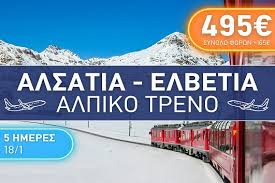 495€
ΣΥΝΟΛΟ ΦΟΡΩΝ ~165€
ΑΛΣΑΤΙΑ - ΕΛΒΕΤΙΑ
ΑΛΠΙΚΟ ΤΡΕΝΟ
5 ΗΜΕΡΕΣ
18/1